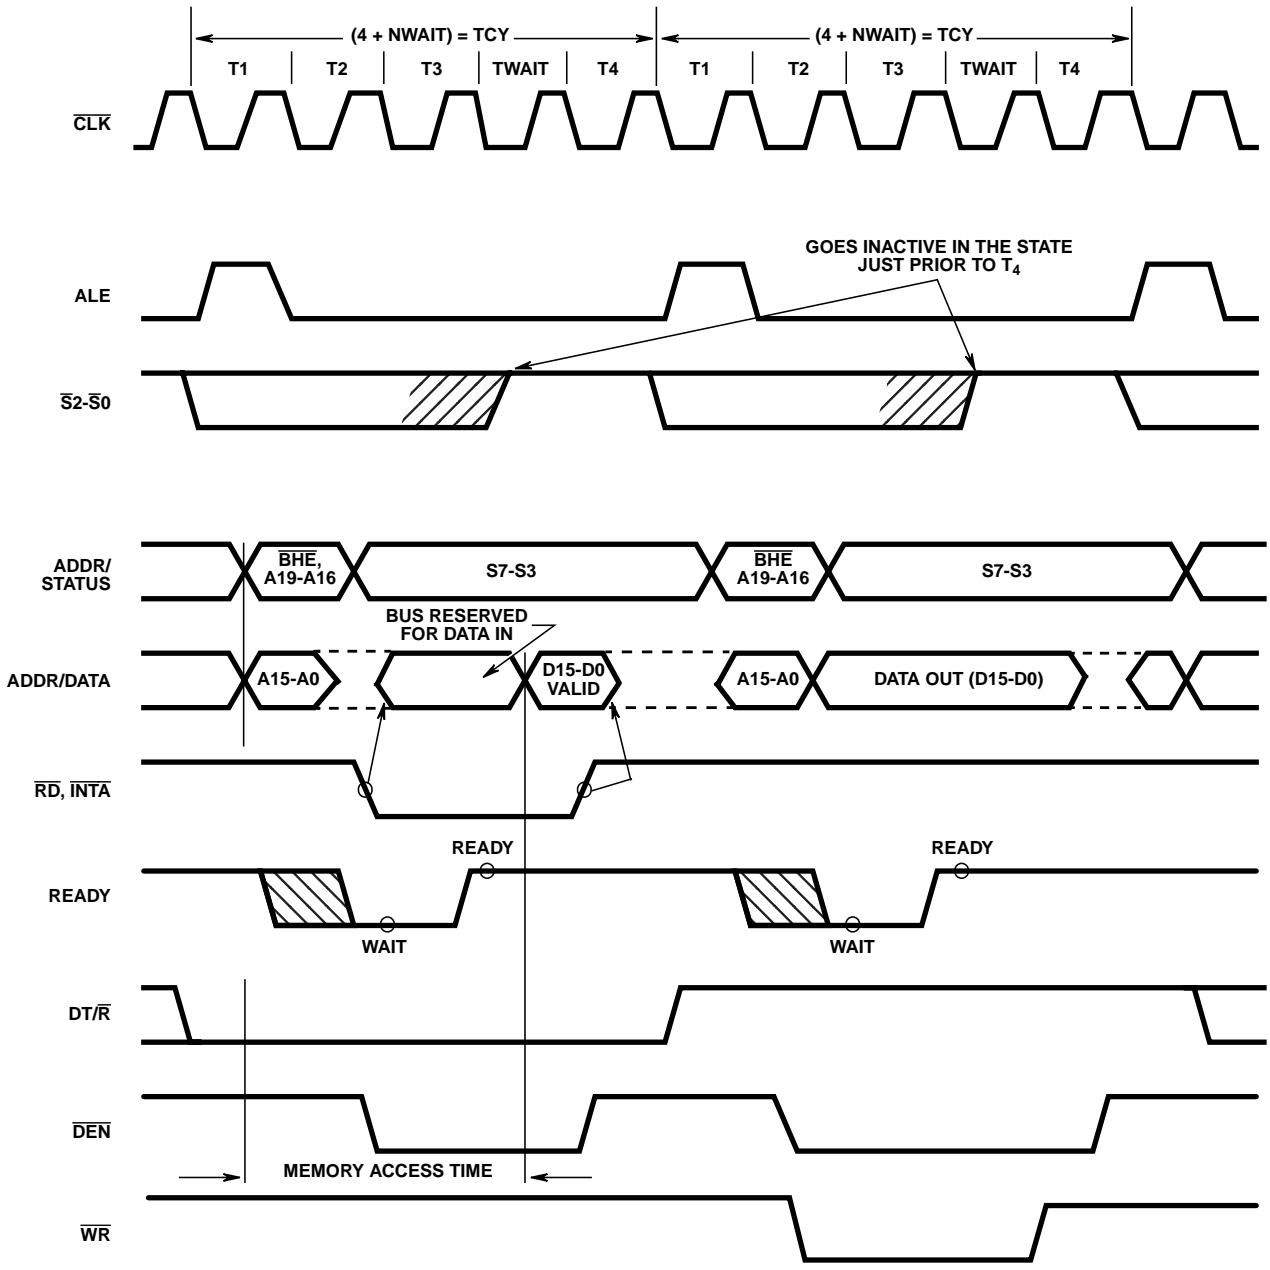 (4 + NWAIT) = TCY (4 + NWAIT) = TCY
T1 T2 T3 TWAIT T4 T1 T2 T3 TWAIT T4
CLK
GOES INACTIVE IN THE STATE
JUST PRIOR TO T4
ALE
S2-S0
ADDR/
STATUS
BHE,
A19-A16
S7-S3
BHE
A19-A16
S7-S3
BUS RESERVED
FOR DATA IN
ADDR/DATA
A15-A0
D15-D0
VALID
A15-A0
DATA OUT (D15-D0)
RD, INTA
READY READY
READY
WAIT WAIT
DT/R
DEN
MEMORY ACCESS TIME
WR